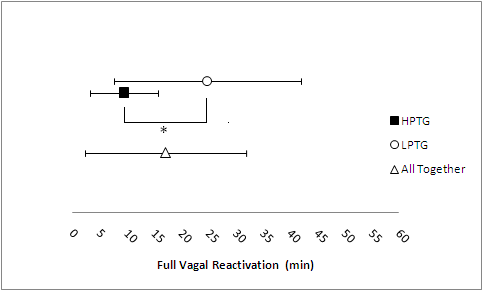 *
HPTG
LPTG
All Together
0 5 10 15 20 25 30 35 40 45 50 55 60
Full Vagal Reactivation (min)